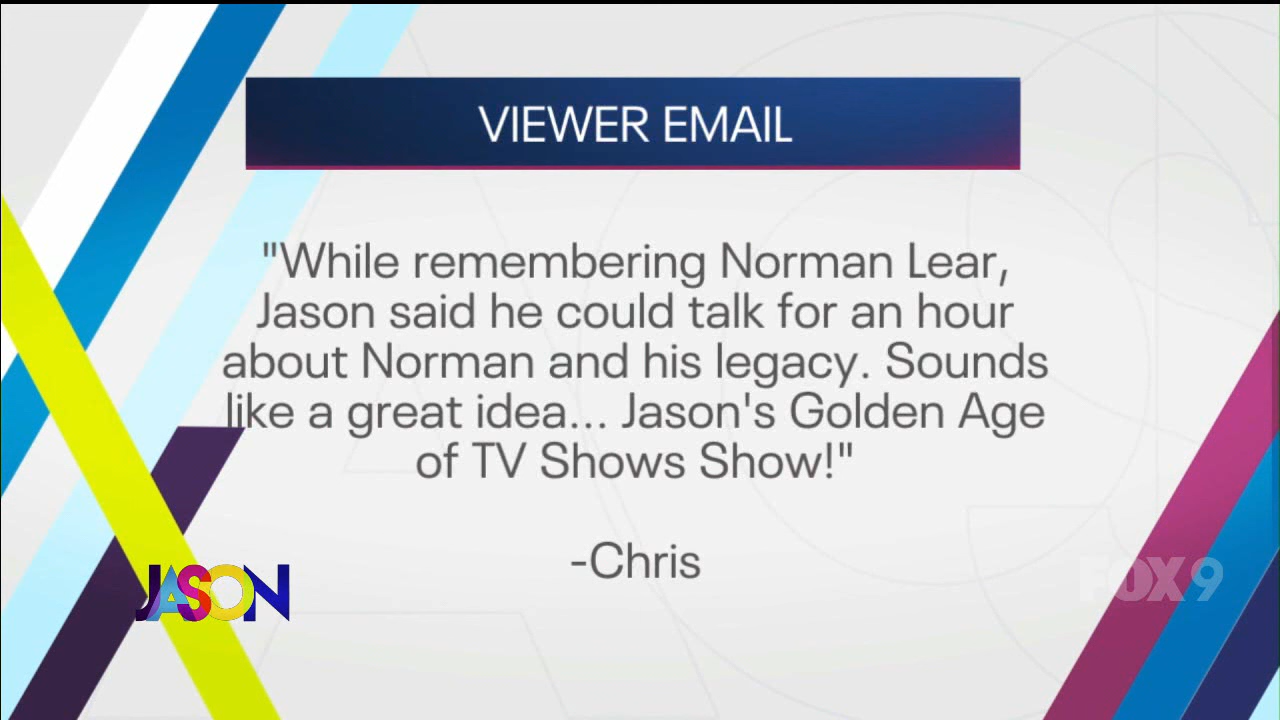 VIEWER EMAIL
"While remembering Norman Lear,
Jason said he could talk for an hour
about Norman and his legacy. Sounds
like a great idea... Jason's Golden Age
of TV Shows Show!"
-Chris
JASON
FOX 9